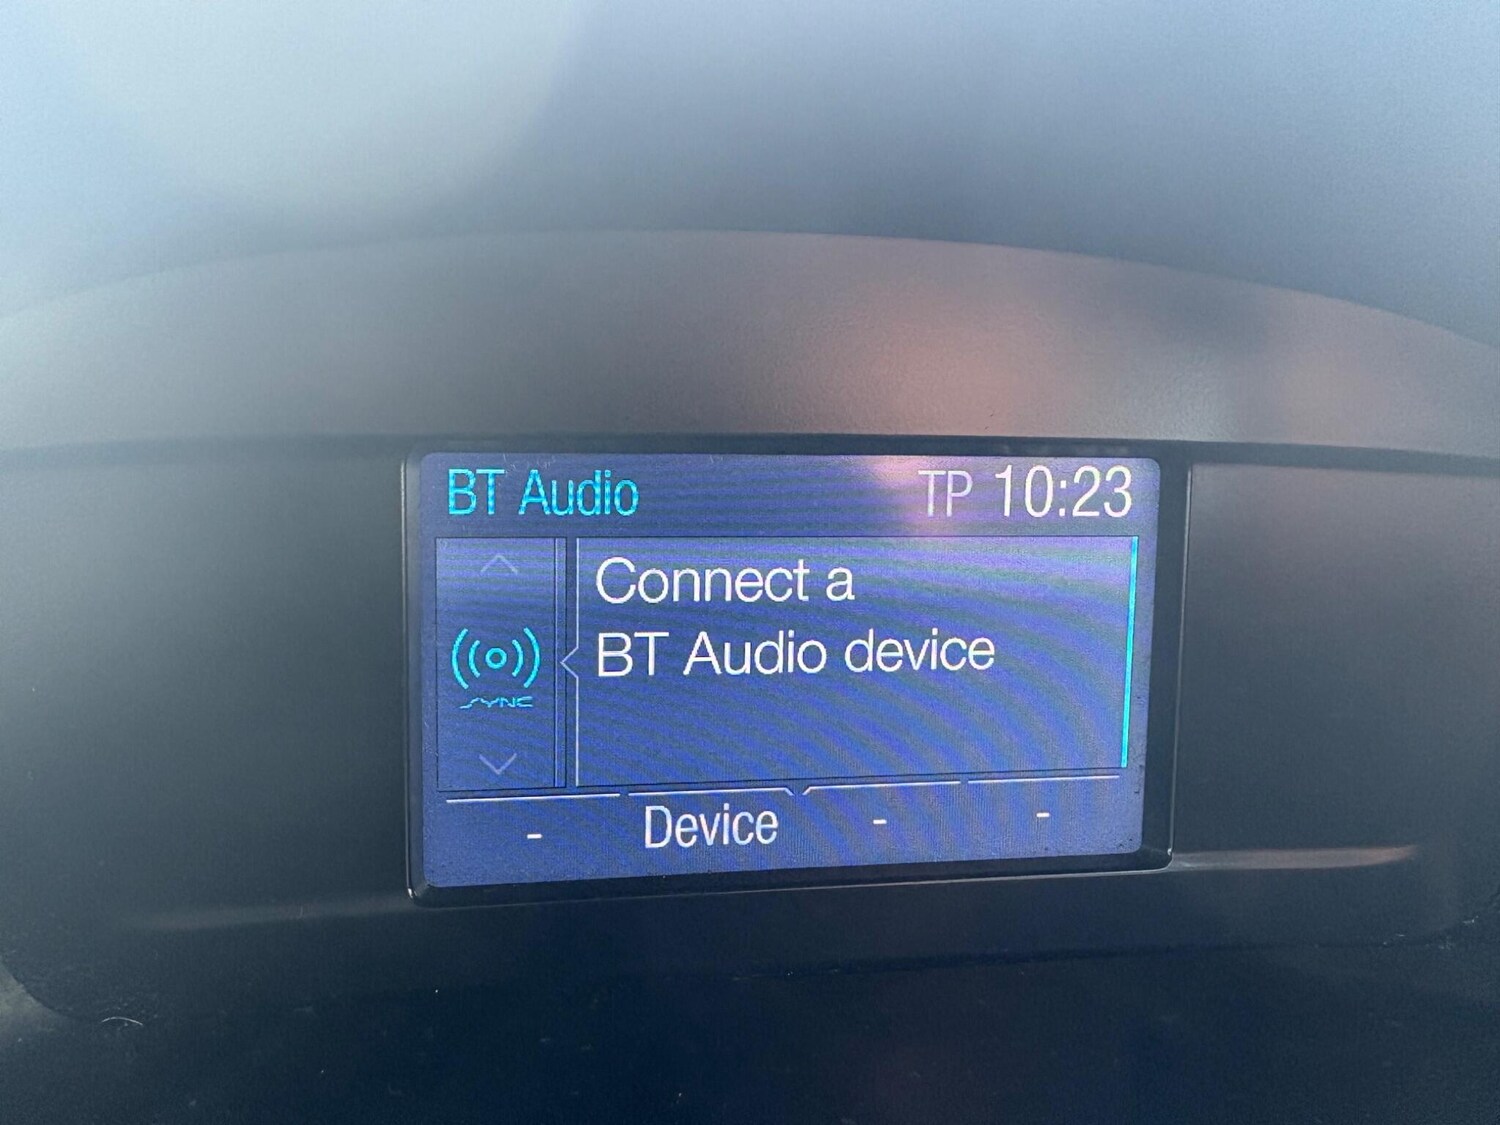 BT Audio TP 10:23
Connect a
BT Audio device
SYNC
- Device - -